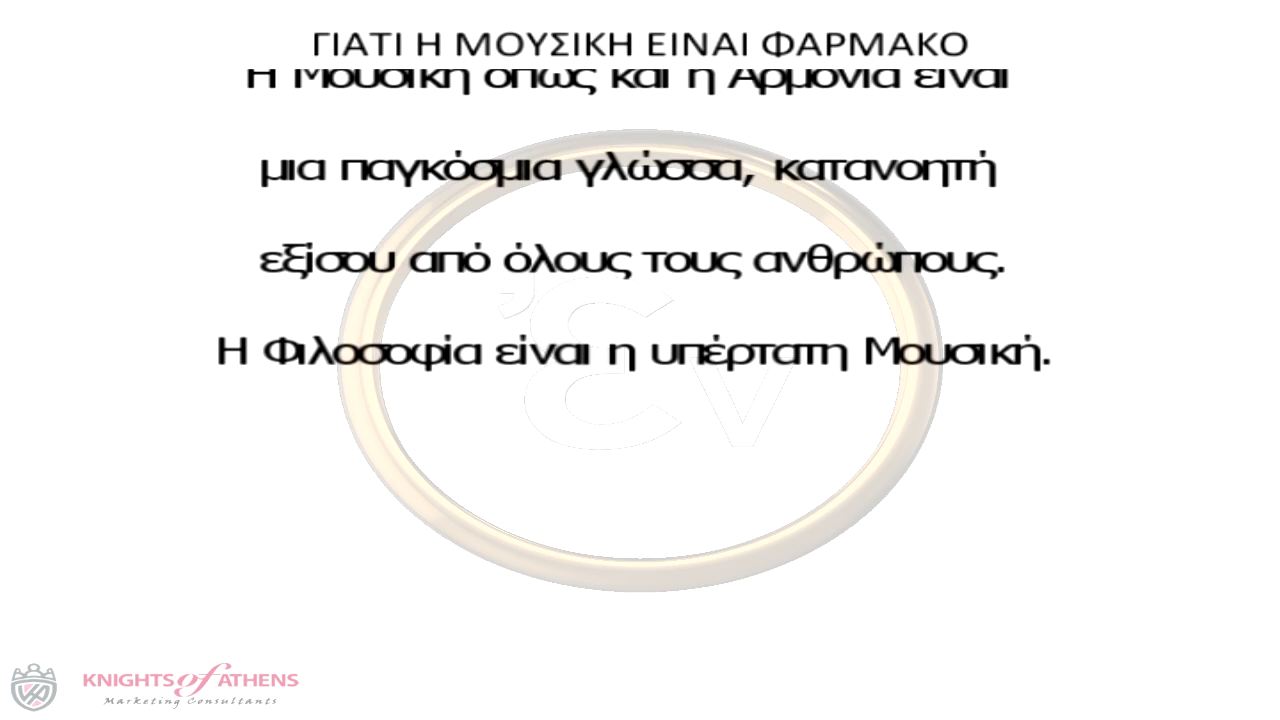 ΓΙΑΤΙ Η ΜΟΥΣΙΚΗ ΕΙΝΑΙ ΦΑΡΜΑΚΟ
Η Μουσική όπως και η Αρμονία είναι
μια παγκόσμια γλώσσα, κατανοητή
εξίσου από όλους τους ανθρώπους.
Ἕν
Η Φιλοσοφία είναι η υπέρτατη Μουσική.
KNIGHTS of ATHENS
Marketing Consultants